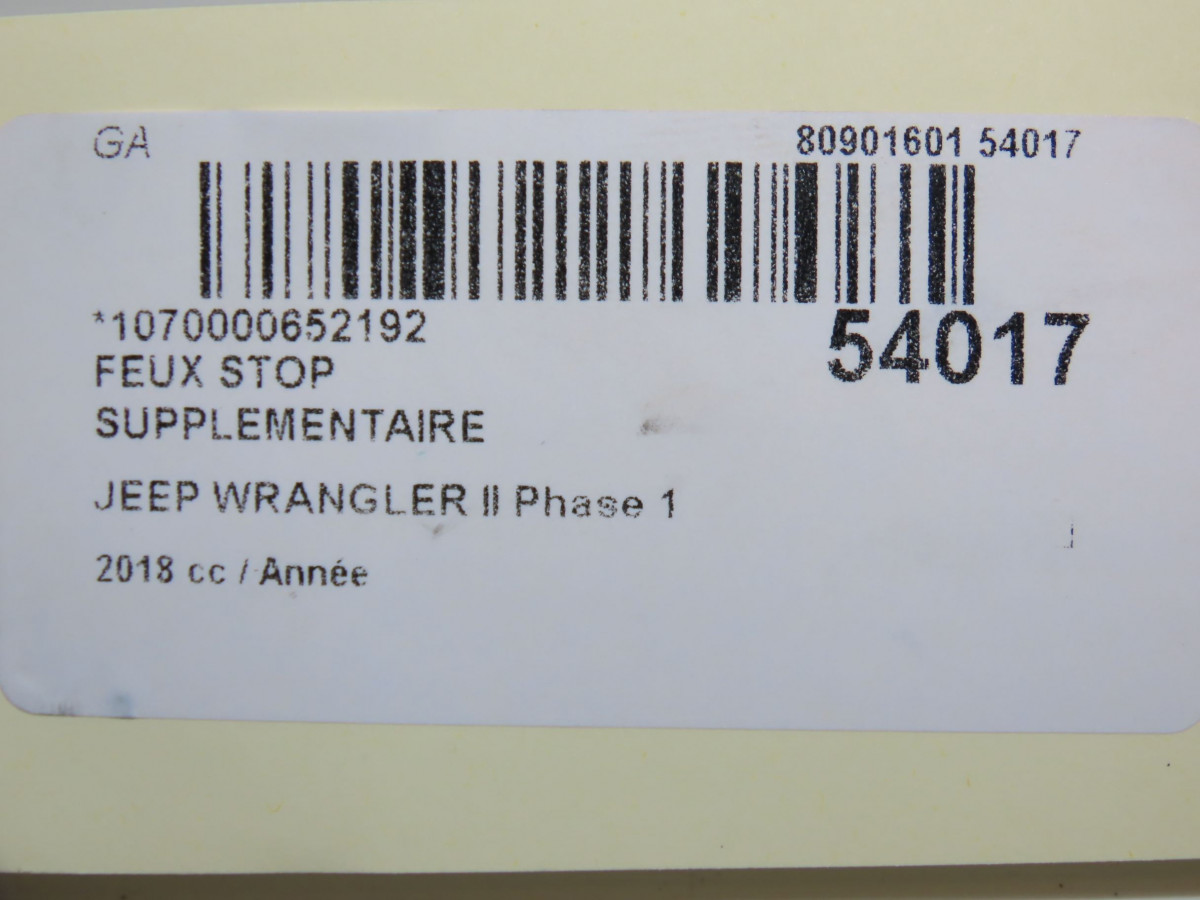 GA
80901601 54017
*1070000652192
54017
FEUX STOP
SUPPLEMENTAIRE
JEEP WRANGLER II Phase 1
2018 cc / Année